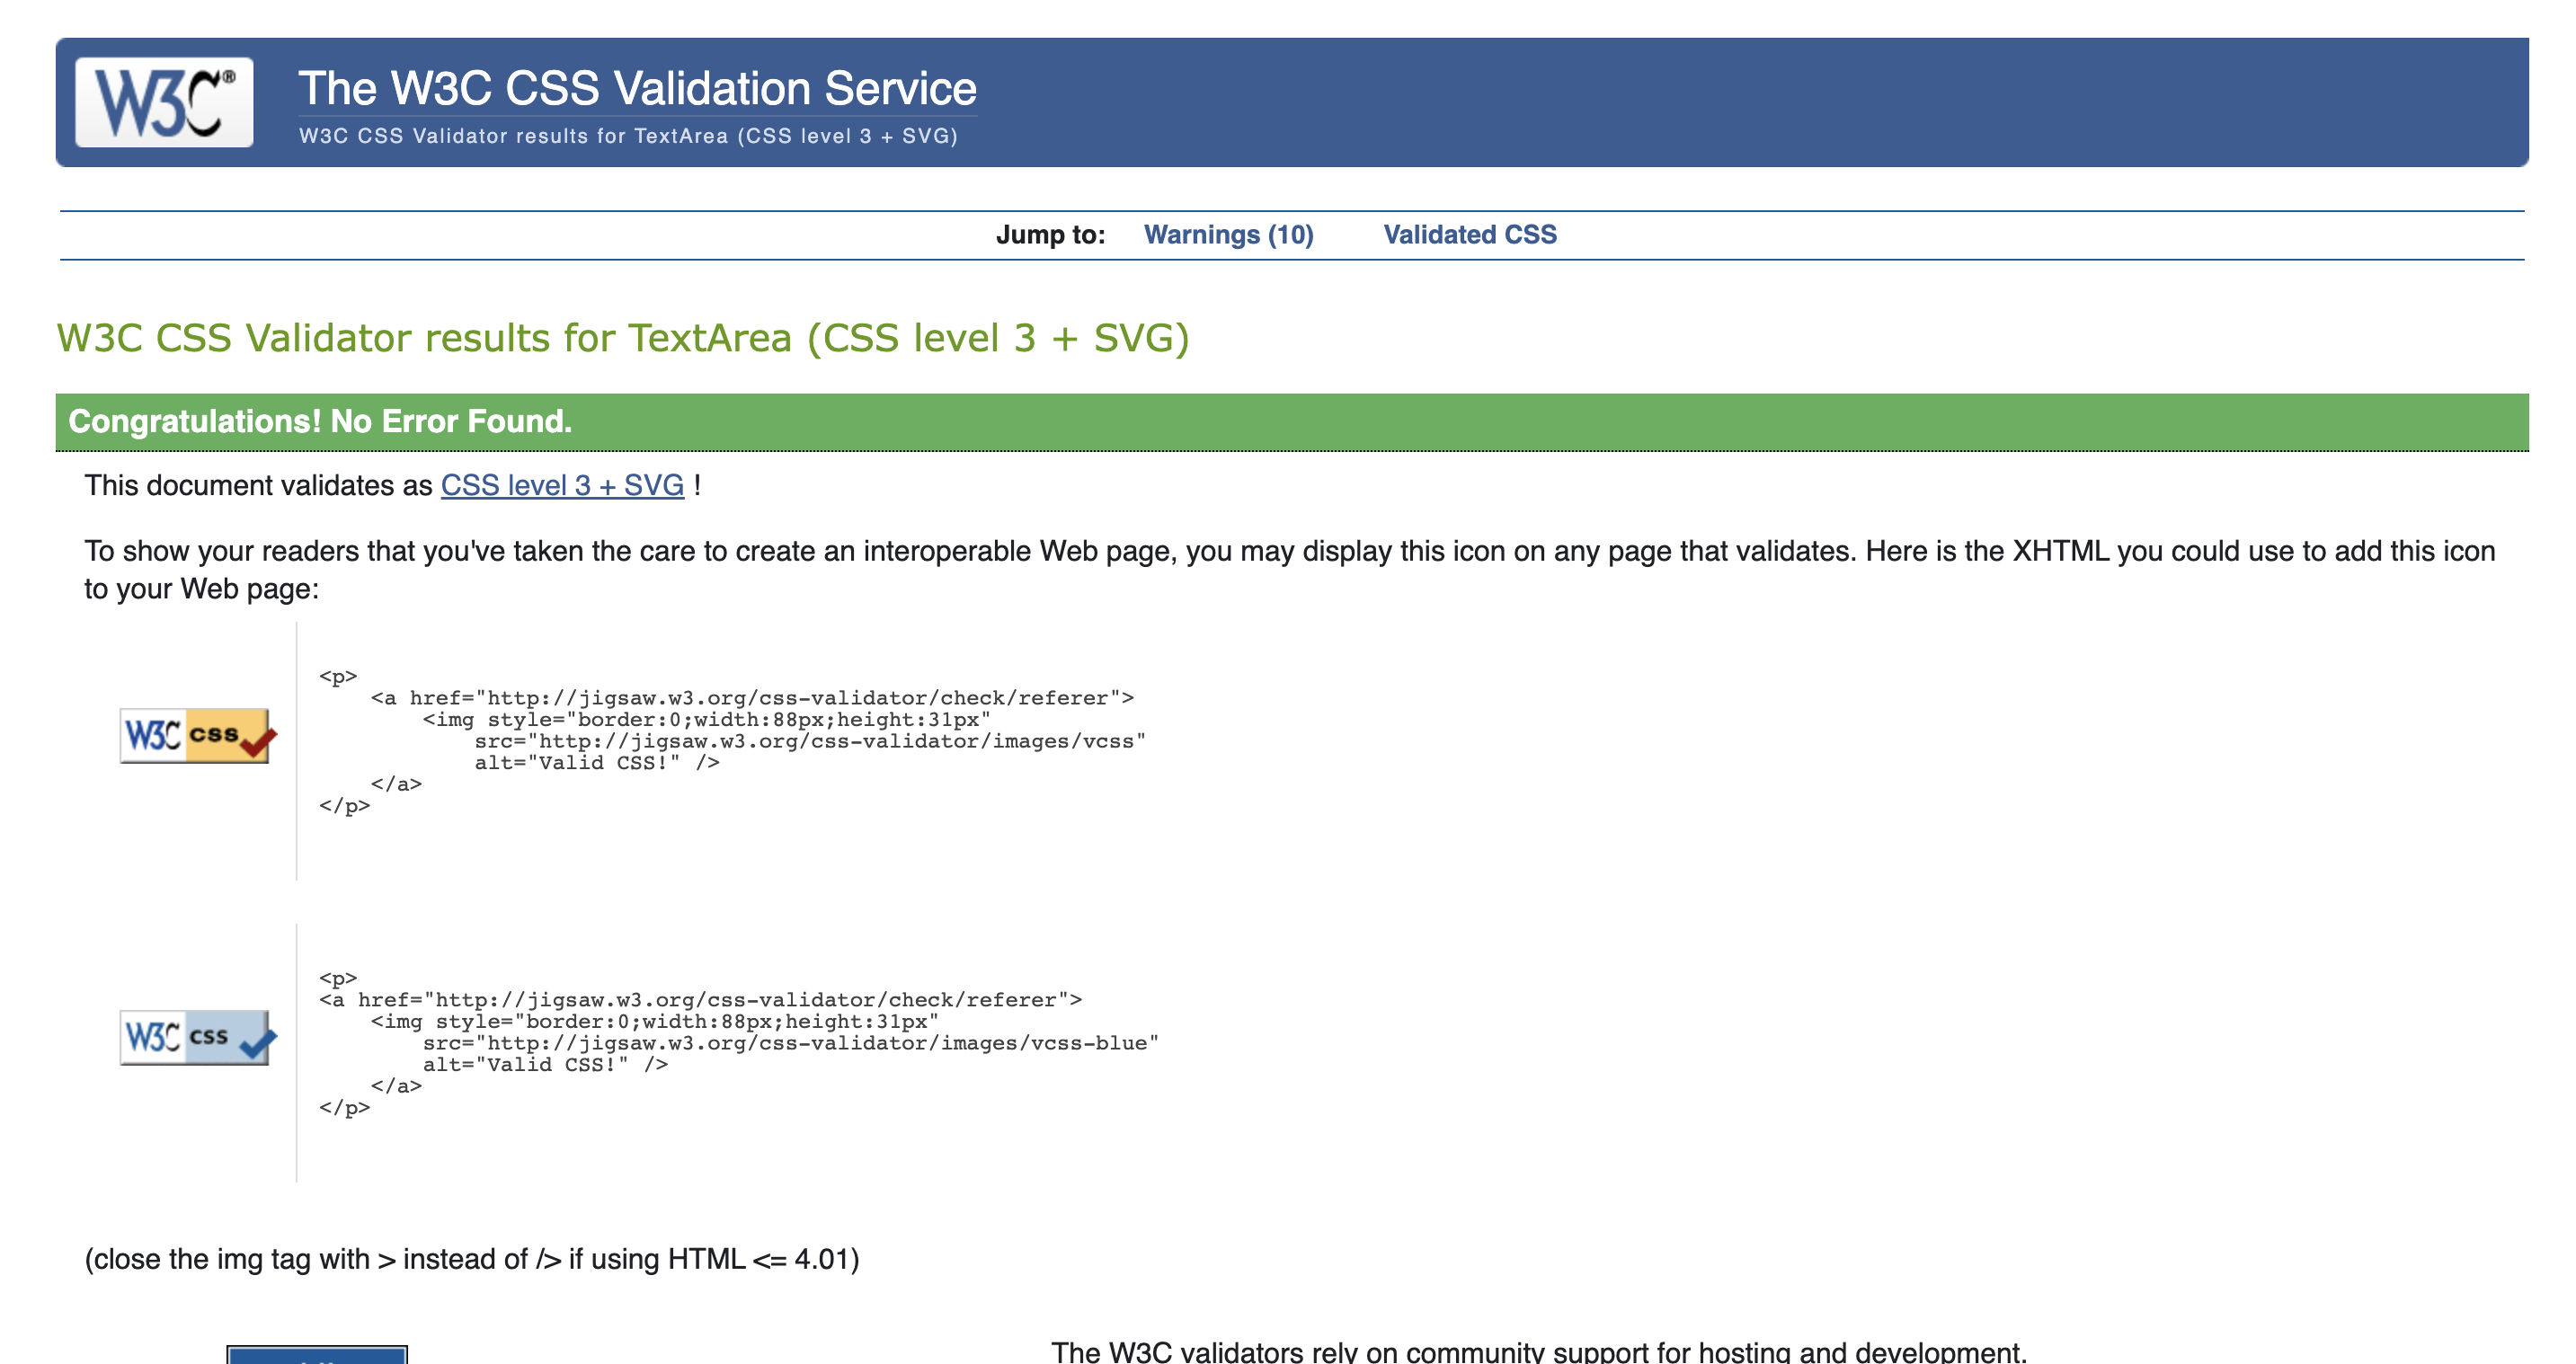 W3C®
The W3C CSS Validation Service
W3C CSS Validator results for TextArea (CSS level 3 + SVG)
Jump to: Warnings (10) Validated CSS
W3C CSS Validator results for TextArea (CSS level 3 + SVG)
Congratulations! No Error Found.
This document validates as CSS level 3 + SVG !
To show your readers that you've taken the care to create an interoperable Web page, you may display this icon on any page that validates. Here is the XHTML you could use to add this icon
to your Web page:
W3C css
<p>
<a href="http://jigsaw.w3.org/css-validator/check/referer">
<img style="border:0;width:88px;height:31px"
src="http://jigsaw.w3.org/css-validator/images/vcss"
alt="Valid CSS!" />
</a>
</p>
W3C css
<p>
<a href="http://jigsaw.w3.org/css-validator/check/referer">
<img style="border:0;width:88px;height:31px"
src="http://jigsaw.w3.org/css-validator/images/vcss-blue"
alt="Valid CSS!" />
</a>
</p>
(close the img tag with > instead of /> if using HTML <= 4.01)
The W3C validators rely on community support for hosting and development.